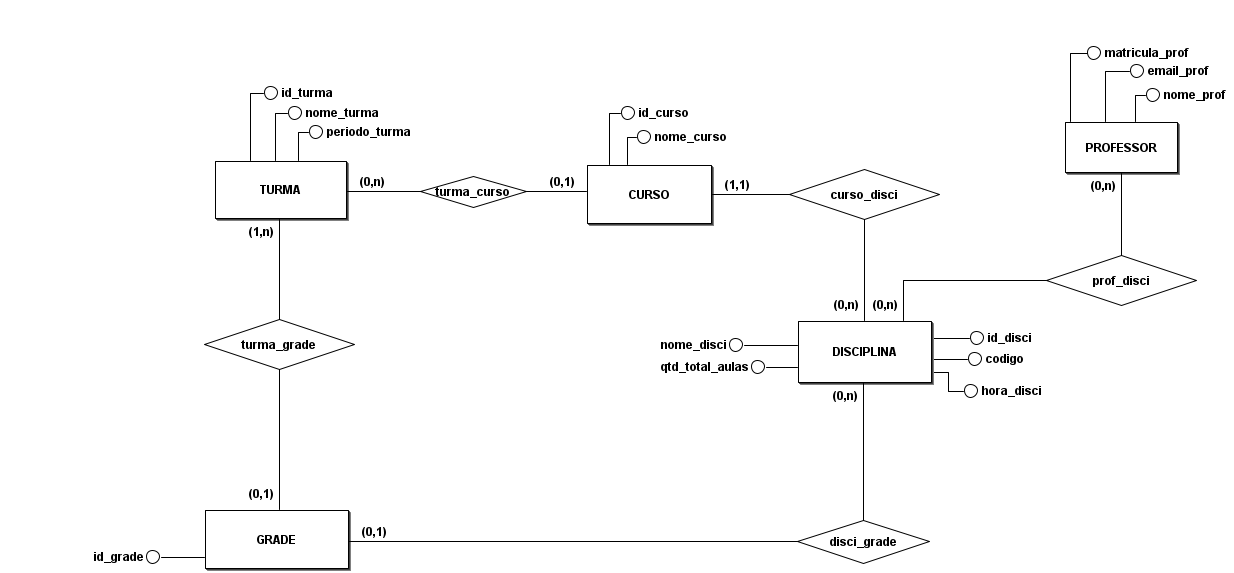 matricula_prof
email_prof
nome_prof
id_turma
nome_turma
periodo_turma
id_curso
nome_curso
PROFESSOR
(0,n)
TURMA
(0,n)
turma_curso
(0,1)
CURSO
(1,1)
curso_disci
(1,n)
prof_disci
(0,n)
(0,n)
turma_grade
nome_disci
qtd_total_aulas
DISCIPLINA
id_disci
codigo
hora_disci
(0,n)
(0,1)
GRADE
(0,1)
disci_grade
id_grade